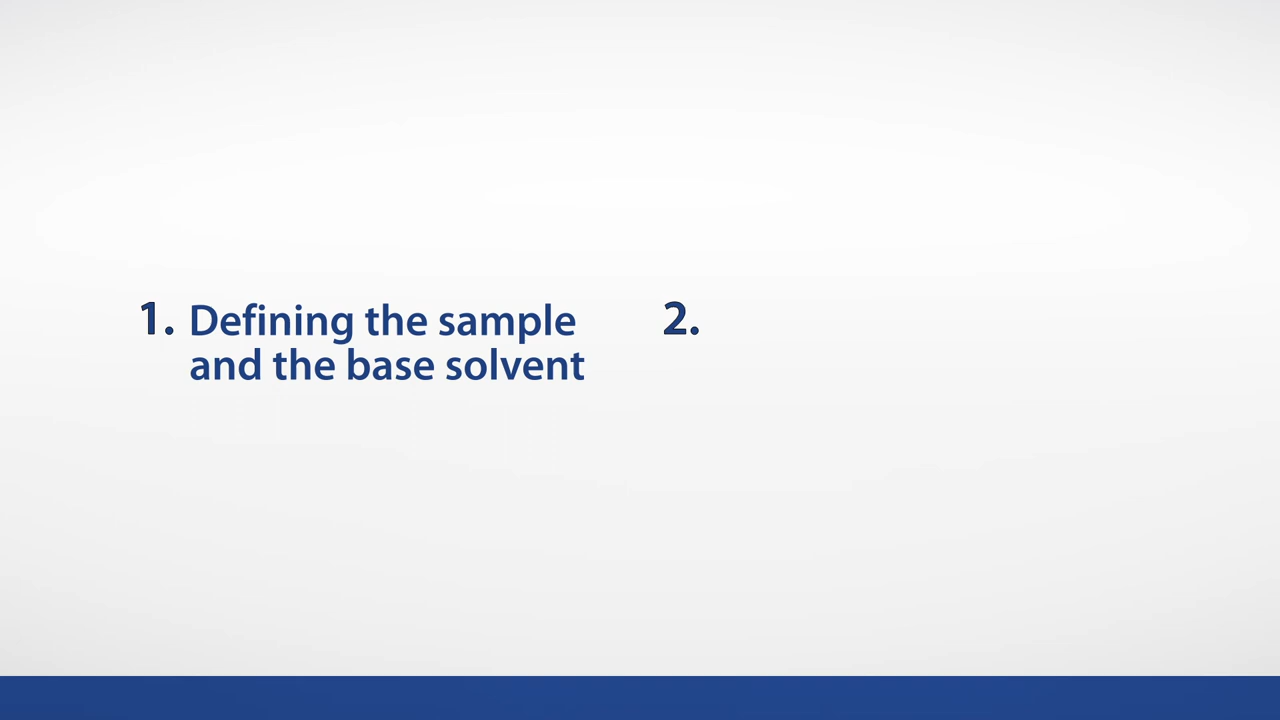 1. Defining the sample
and the base solvent
2.